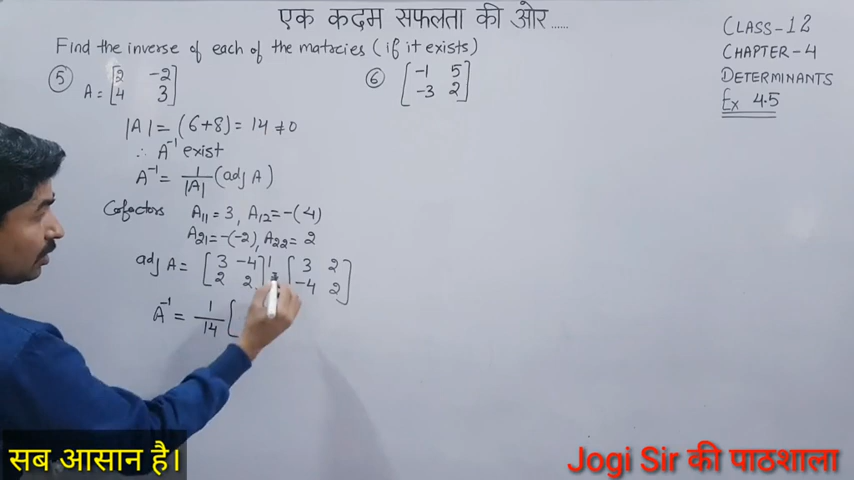 एक कदम सफलता की ओर......
CLASS-12
CHAPTER-4
DETERMINANTS
Ex 4.5
Find the inverse of each of the matrecies (if it exists)
⑤ A = [2 -2
4 3]
⑥ [-1 5
-3 2]
|A| = (6+8) = 14 ≠ 0
∴ A⁻¹ exist
A⁻¹ = 1/|A| (adj A)
Cofactors A₁₁ = 3, A₁₂ = -(4)
A₂₁ = -(-2), A₂₂ = 2
adj A = [3 -4
2 2]' = [3 2
-4 2]
A⁻¹ = 1/14 [
सब आसान है।
Jogi Sir की पाठशाला